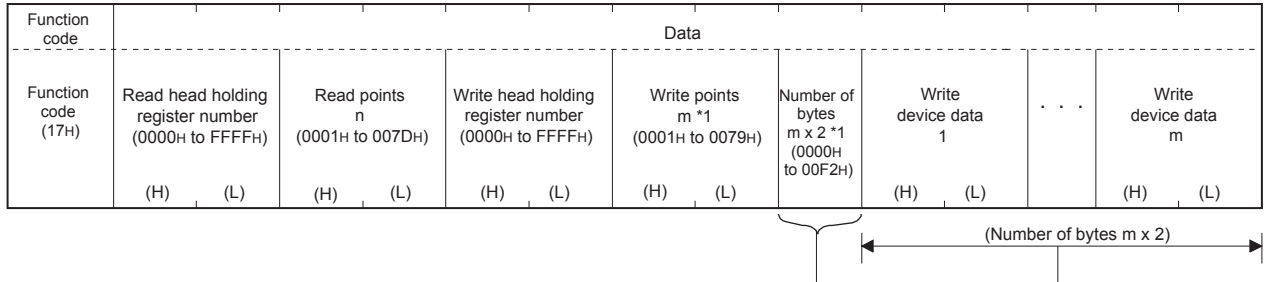 Function
code
Data
Function
code
(17H)
Read head holding
register number
(0000H to FFFFH)
(H) (L)
Read points
n
(0001H to 007DH)
(H) (L)
Write head holding
register number
(0000H to FFFFH)
(H) (L)
Write points
m *1
(0001H to 0079H)
(H) (L)
Number of
bytes
m x 2 *1
(0000H
to 00F2H)
Write
device data
1
(H) (L)
. . .
Write
device data
m
(H) (L)
(Number of bytes m x 2)